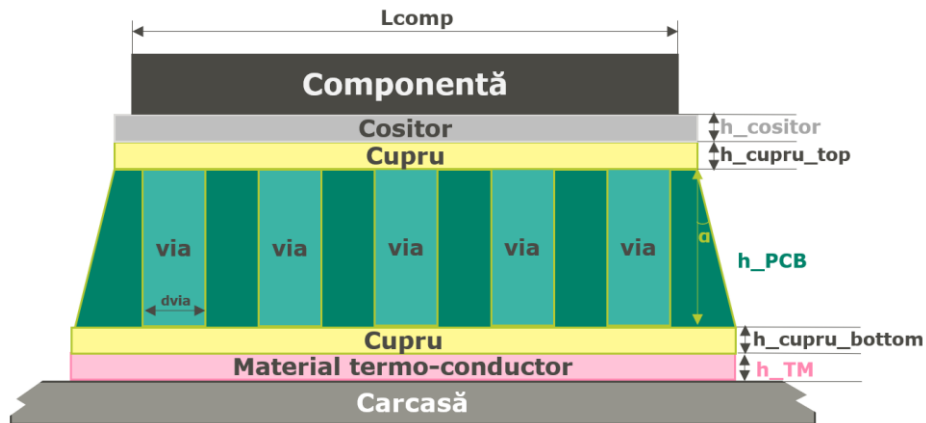 Lcomp
Componentă
Cositor
h_cositor
Cupru
h_cupru_top
via
via
via
via
via
α
h_PCB
dvia
Cupru
h_cupru_bottom
Material termo-conductor
h_TM
Carcasă